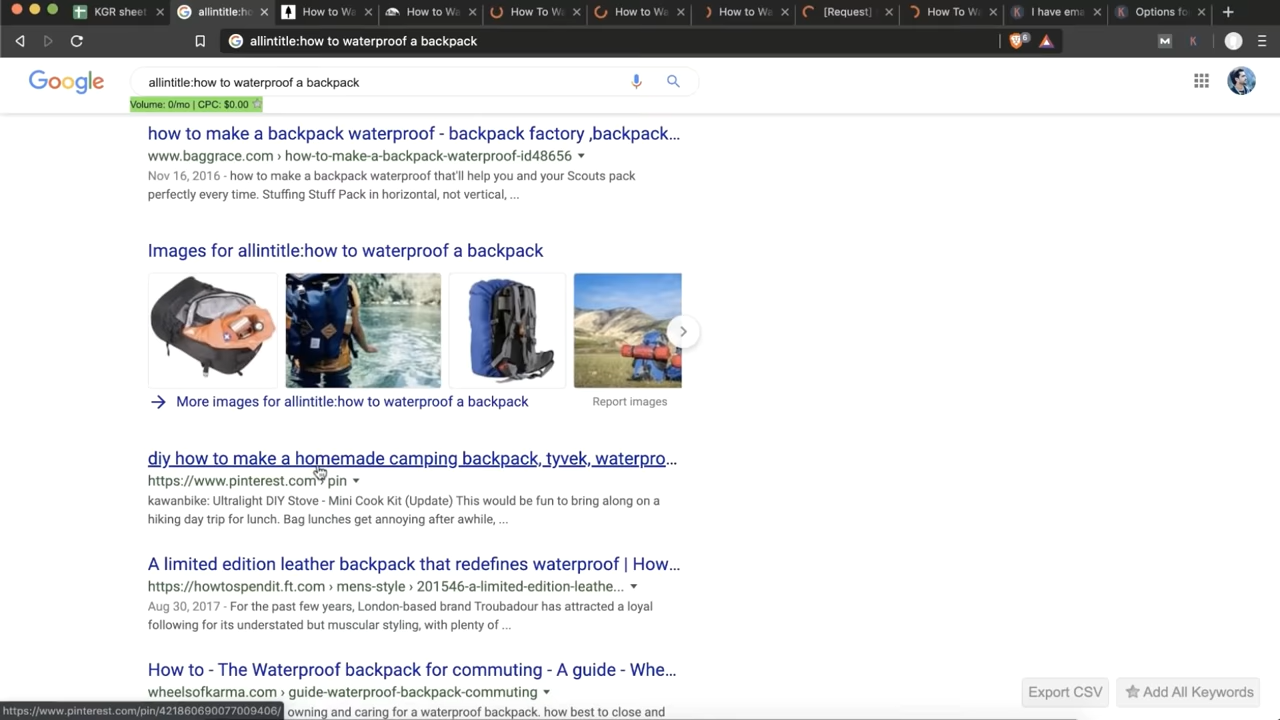 KGR sheet
allintitle:ho
How to W
How to W
How To W
How to W
How to W
[Request]
How To W
I have ema
Options fo
allintitle:how to waterproof a backpack
6
M
K
Google
allintitle:how to waterproof a backpack
Volume: 0/mo | CPC: $0.00
how to make a backpack waterproof - backpack factory ,backpack...
www.baggrace.com › how-to-make-a-backpack-waterproof-id48656
Nov 16, 2016 - how to make a backpack waterproof that'll help you and your Scouts pack
perfectly every time. Stuffing Stuff Pack in horizontal, not vertical, ...
Images for allintitle:how to waterproof a backpack
More images for allintitle:how to waterproof a backpack
Report images
diy how to make a homemade camping backpack, tyvek, waterpro...
https://www.pinterest.com › pin
kawanbike: Ultralight DIY Stove - Mini Cook Kit (Update) This would be fun to bring along on a
hiking day trip for lunch. Bag lunches get annoying after awhile, ...
A limited edition leather backpack that redefines waterproof | How...
https://howtospendit.ft.com › mens-style › 201546-a-limited-edition-leathe...
Aug 30, 2017 - For the past few years, London-based brand Troubadour has attracted a loyal
following for its understated but muscular styling, with plenty of ...
How to - The Waterproof backpack for commuting - A guide - Whe...
wheelsofkarma.com › guide-waterproof-backpack-commuting
owning and caring for a waterproof backpack. how best to close and
Export CSV
Add All Keywords
https://www.pinterest.com/pin/421860690077009406/